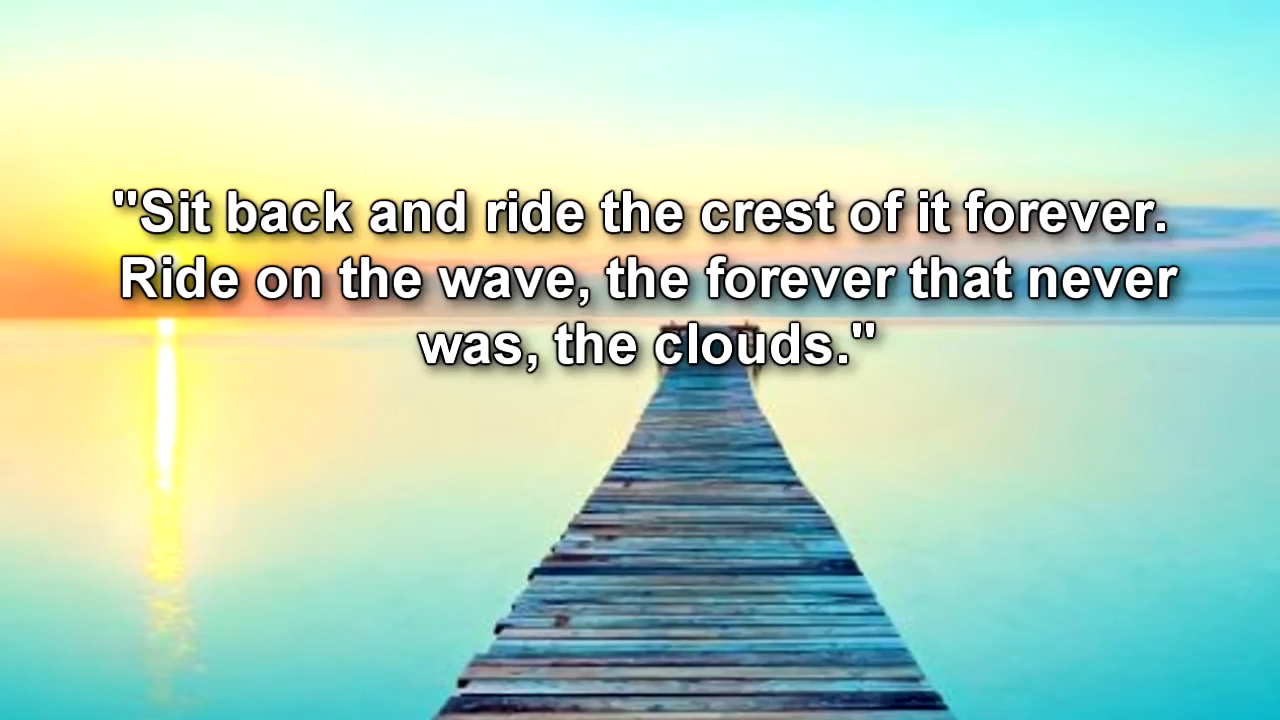 "Sit back and ride the crest of it forever.
Ride on the wave, the forever that never
was, the clouds."